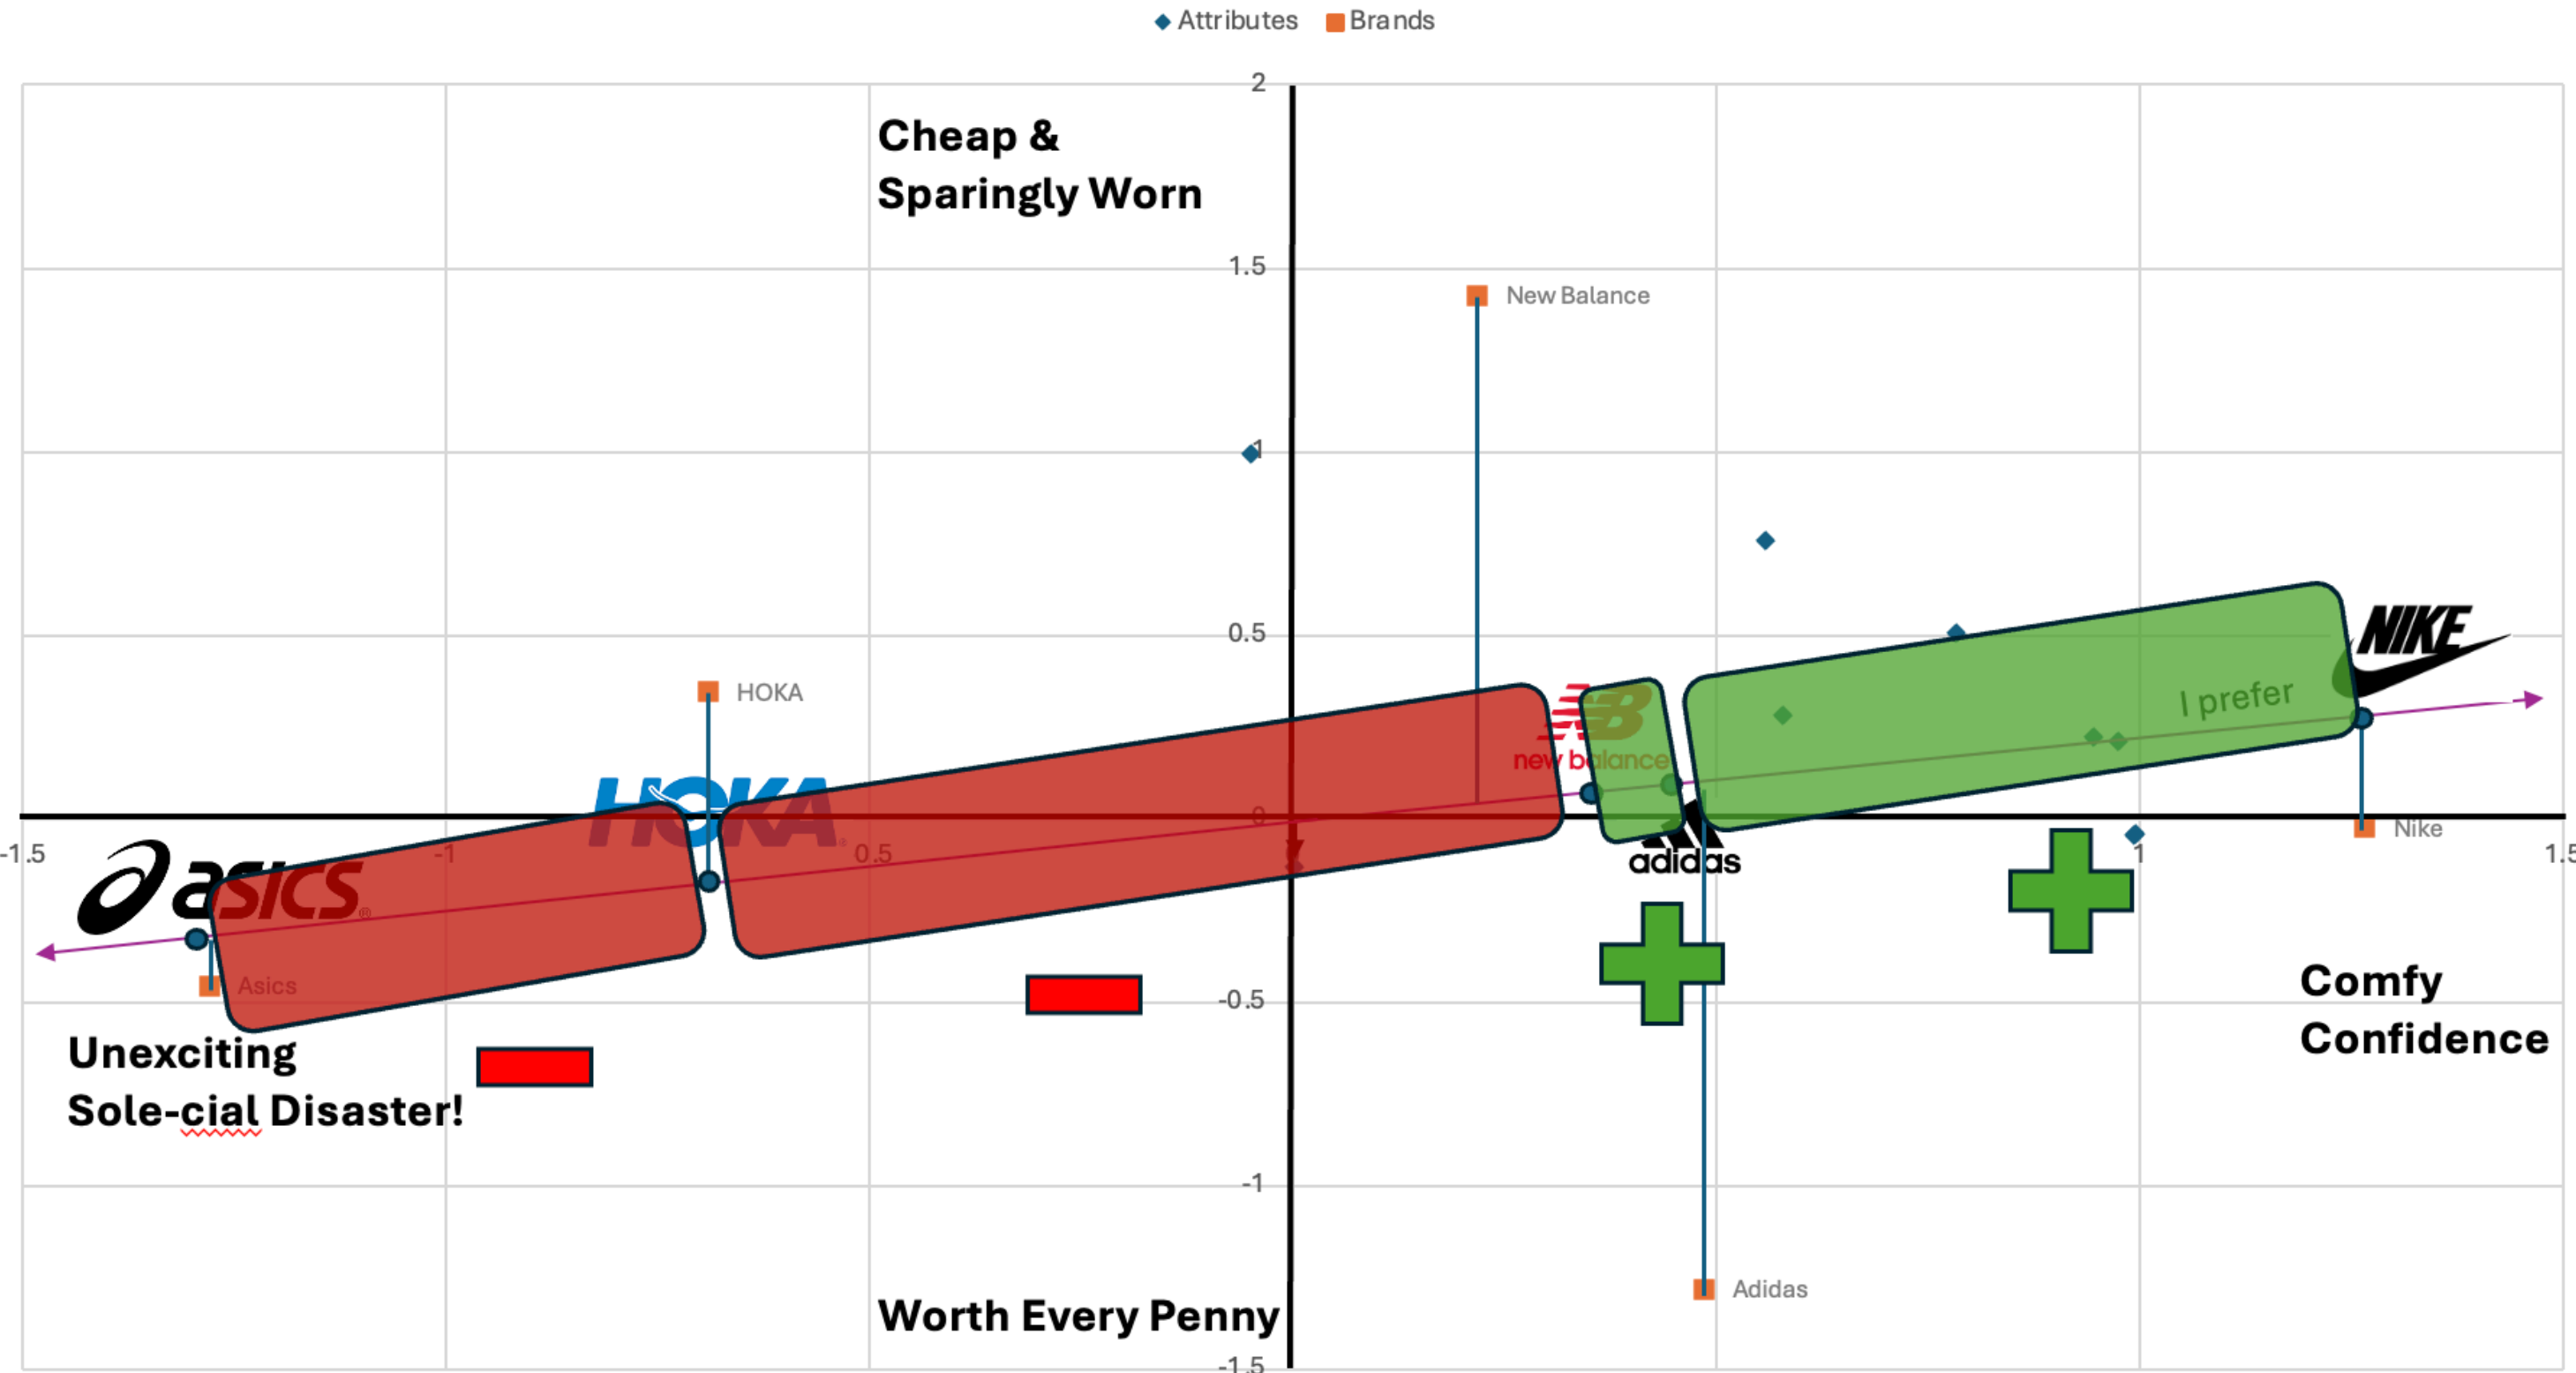 Attributes Brands
2
Cheap &
Sparingly Worn
1.5
New Balance
1
0.5
NIKE
I prefer
HOKA
new balance
HOKA
0
Nike
-1.5
-1
0.5
adidas
1
1.5
asics
Asics
-0.5
Comfy
Confidence
Unexciting
Sole-cial Disaster!
-1
Adidas
Worth Every Penny
-1.5